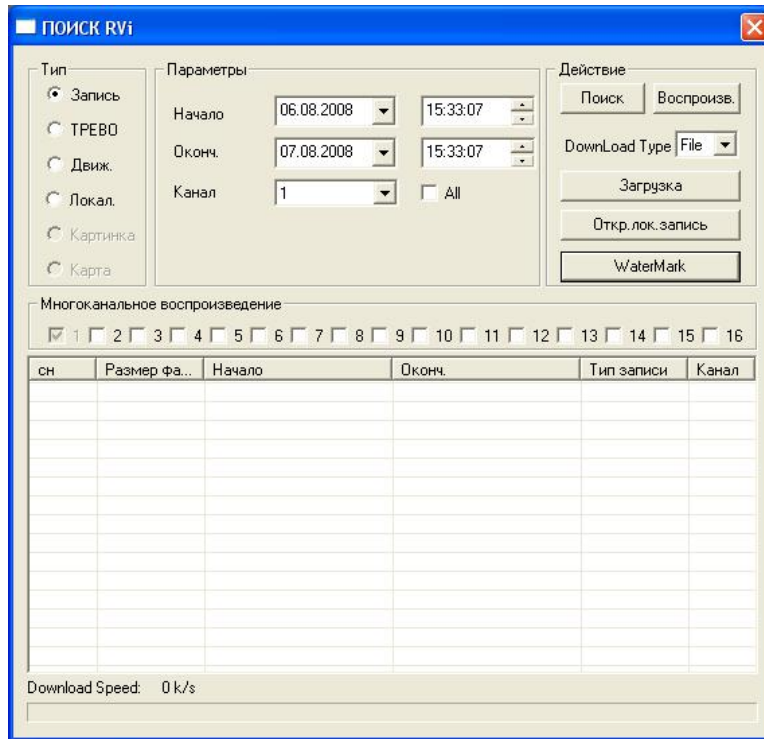 ПОИСК RVi
Тип
Запись
ТРЕВО
Движ.
Локал.
Картинка
Карта
Параметры
Начало 06.08.2008 15:33:07
Оконч. 07.08.2008 15:33:07
Канал 1 All
Действие
Поиск Воспроизв.
DownLoad Type File
Загрузка
Откр.лок.запись
WaterMark
Многоканальное воспроизведение
1 2 3 4 5 6 7 8 9 10 11 12 13 14 15 16
сн Размер фа... Начало Оконч. Тип записи Канал
Download Speed: 0 k/s